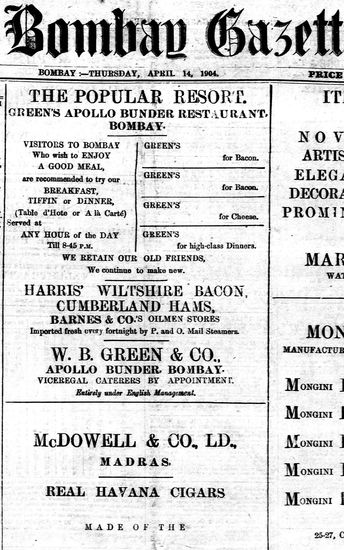 Bombay Gazett
BOMBAY :—THURSDAY, APRIL 14, 1904.
PRICE
THE POPULAR RESORT.
GREEN'S APOLLO BUNDER RESTAURANT.
BOMBAY.
VISITORS TO BOMBAY
Who wish to ENJOY
A GOOD MEAL,
are recommended to try our
BREAKFAST,
TIFFIN or DINNER,
(Table d'Hote or A la Carté)
Served at
ANY HOUR of the DAY
Till 8-45 P.M.
GREEN'S
for Bacon.
GREEN'S
for Bacon.
GREEN'S
for Cheese.
GREEN'S
for high-class Dinners.
WE RETAIN OUR OLD FRIENDS,
We continue to make new.
HARRIS' WILTSHIRE BACON,
CUMBERLAND HAMS,
BARNES & CO.'S OILMEN STORES
Imported fresh every fortnight by P. and O. Mail Steamers.
W. B. GREEN & CO.,
APOLLO BUNDER, BOMBAY.
VICEREGAL CATERERS BY APPOINTMENT.
Entirely under English Management.
McDOWELL & CO., LD.,
MADRAS.
REAL HAVANA CIGARS
MADE OF THE
IT
NOV
ARTIS
ELEGA
DECORA
PROMIN
MAR
WAT
MON
MANUFACTUR
MONGINI
MONGINI
MONGINI
MONGINI
MONGINI
25-27, C